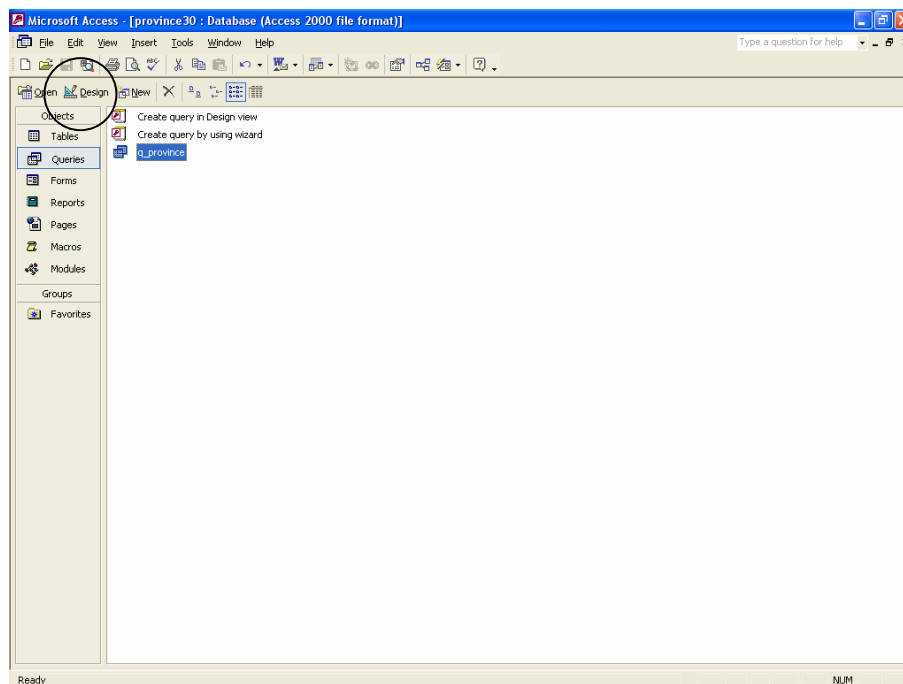 Microsoft Access - [province30 : Database (Access 2000 file format)]
File Edit View Insert Tools Window Help Type a question for help
Open Design New
Objects
Tables
Queries
Forms
Reports
Pages
Macros
Modules
Groups
Favorites
Create query in Design view
Create query by using wizard
q_province
Ready NUM